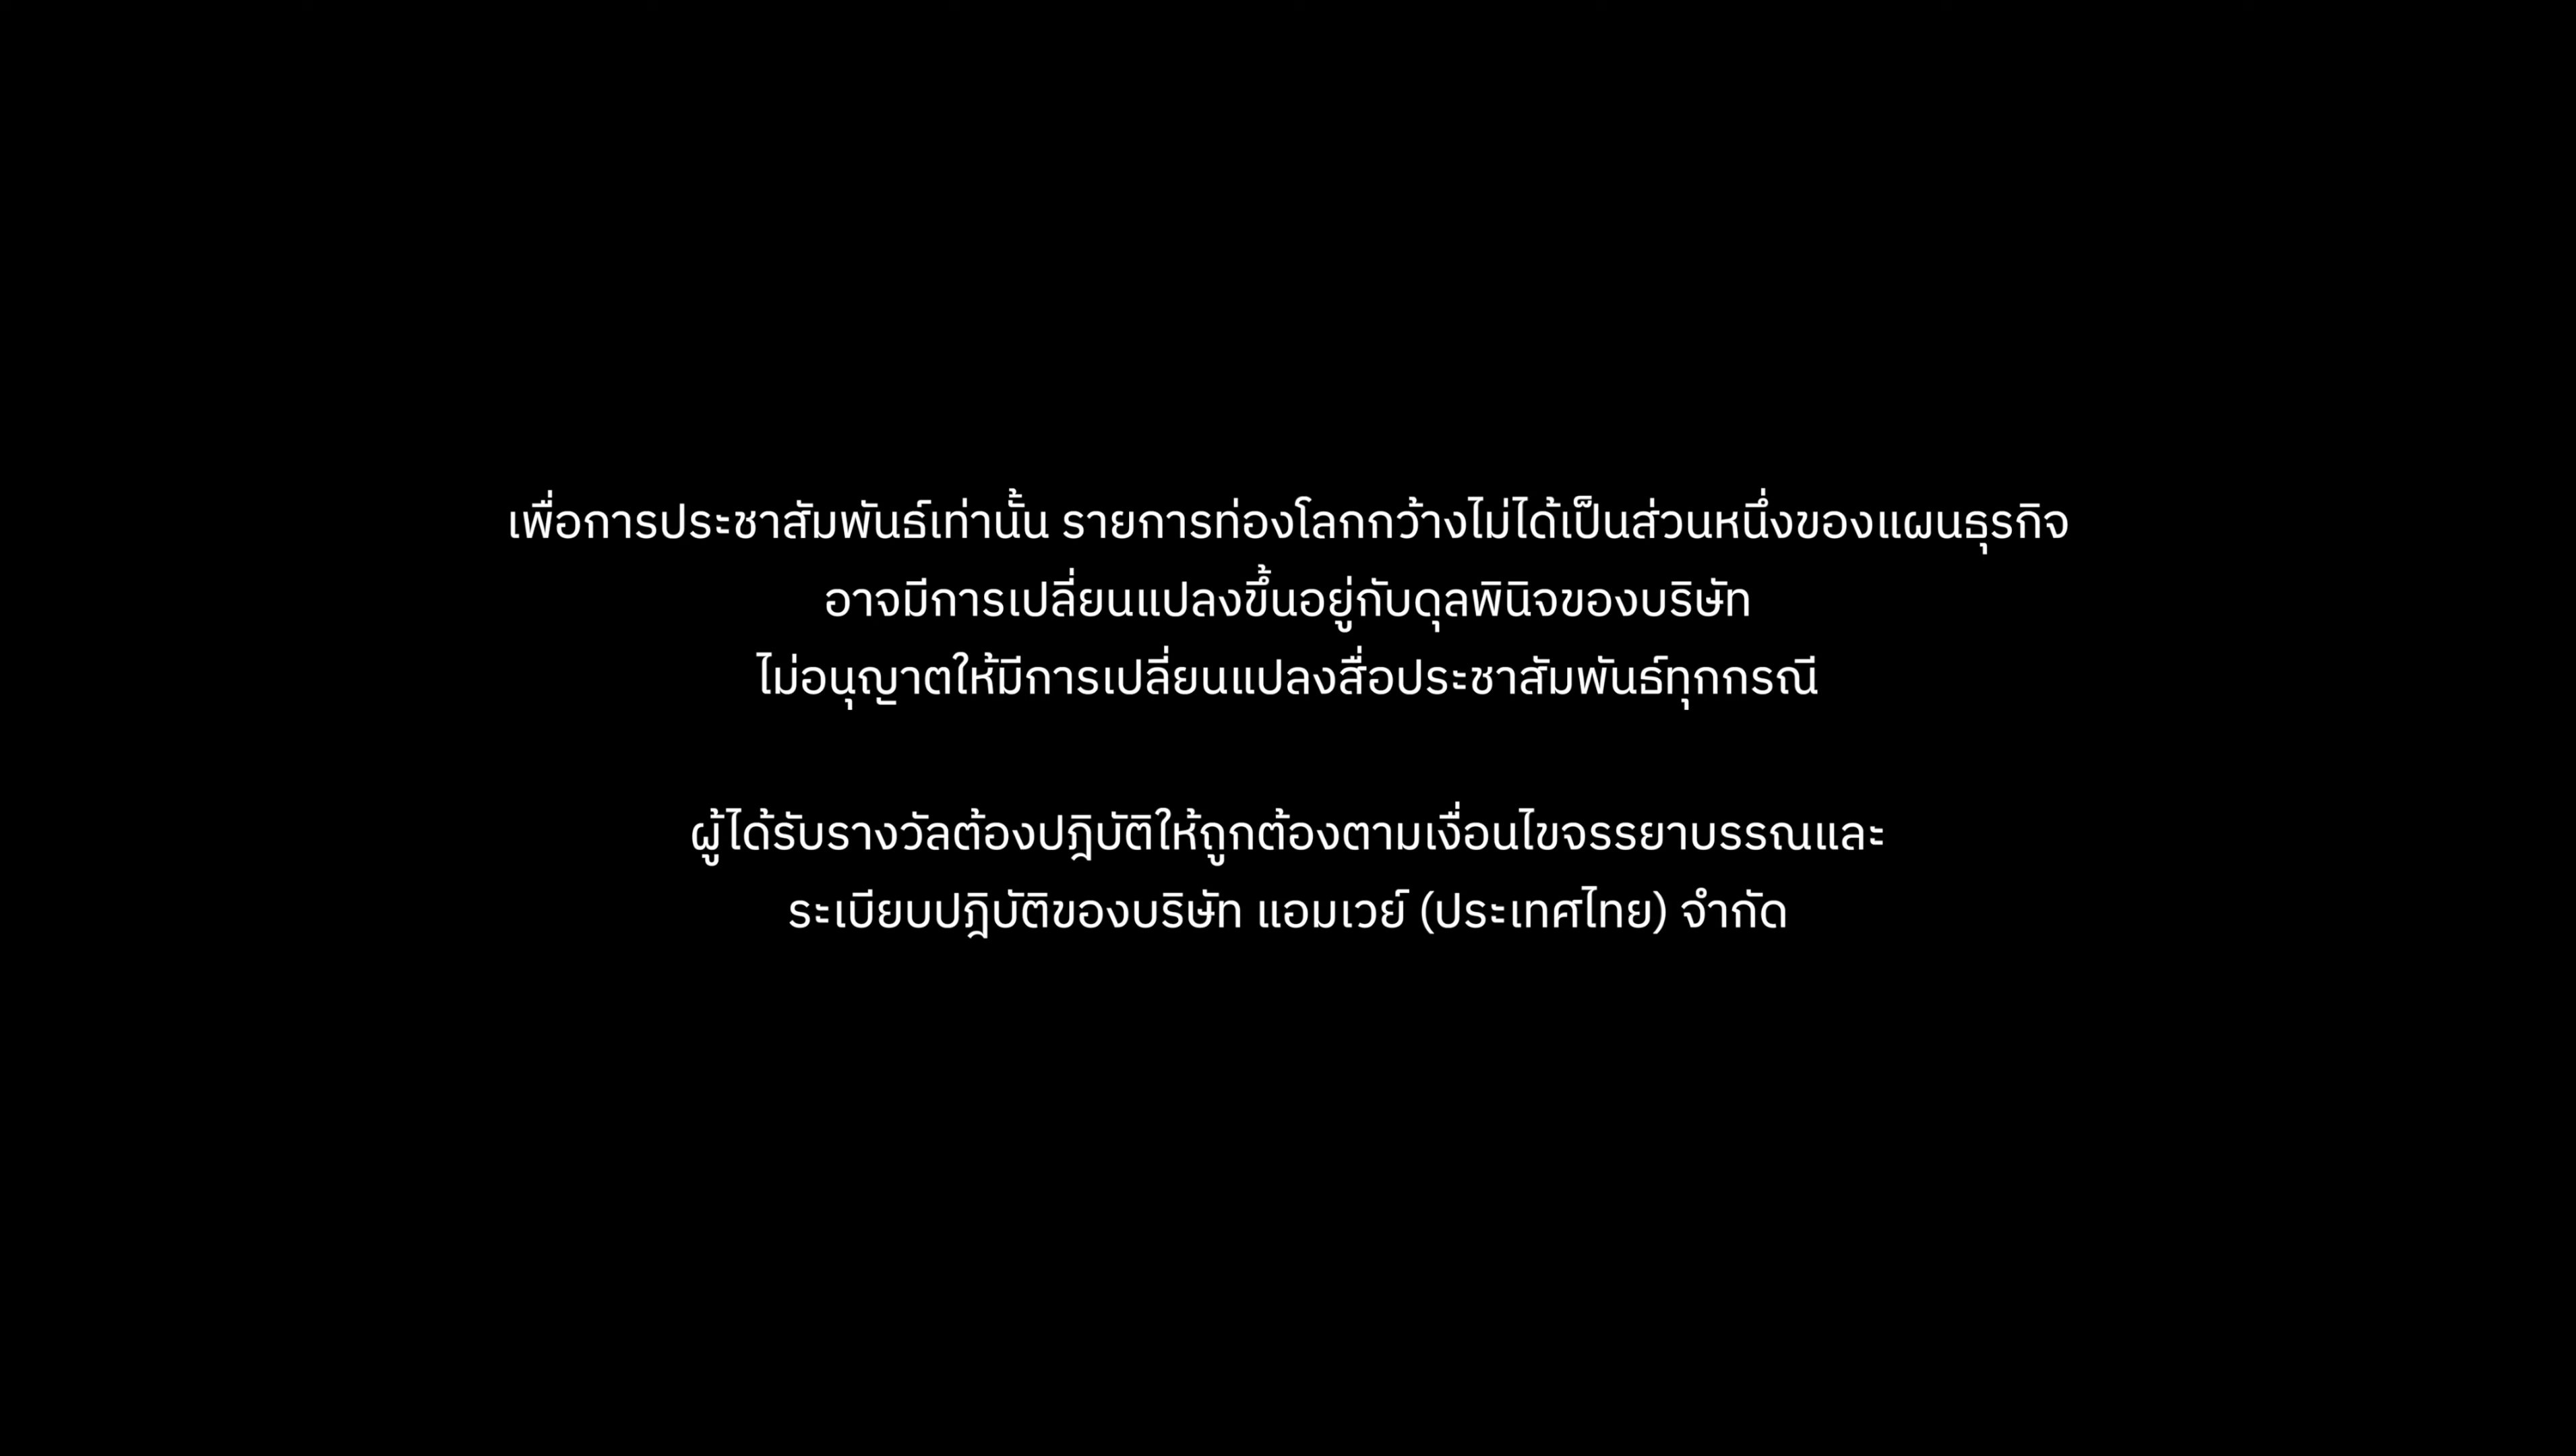 เพื่อการประชาสัมพันธ์เท่านั้น รายการท่องโลกกว้างไม่ได้เป็นส่วนหนึ่งของแผนธุรกิจ
อาจมีการเปลี่ยนแปลงขึ้นอยู่กับดุลพินิจของบริษัท
ไม่อนุญาตให้มีการเปลี่ยนแปลงสื่อประชาสัมพันธ์ทุกกรณี
ผู้ได้รับรางวัลต้องปฎิบัติให้ถูกต้องตามเงื่อนไขจรรยาบรรณและ
ระเบียบปฎิบัติของบริษัท แอมเวย์ (ประเทศไทย) จำกัด